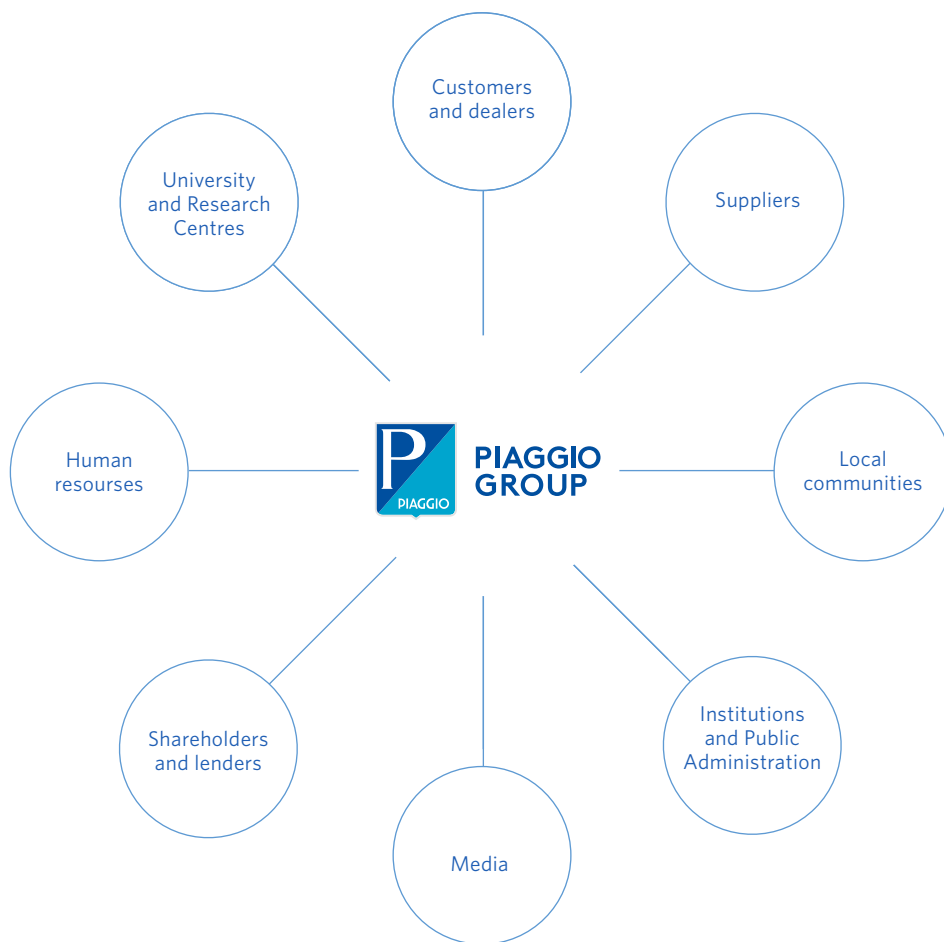 Customers
and dealers
University
and Research
Centres
Suppliers
Human
resourses
P
PIAGGIO
PIAGGIO
GROUP
Local
communities
Shareholders
and lenders
Institutions
and Public
Administration
Media